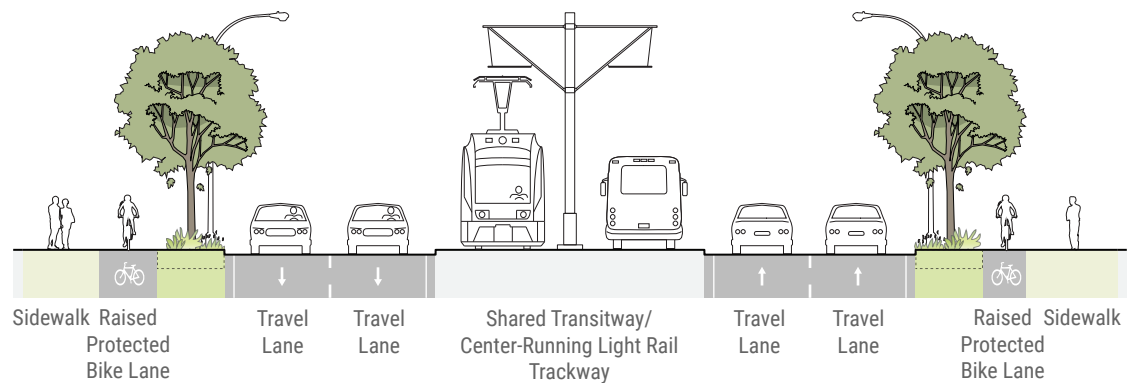 Sidewalk
Raised
Protected
Bike Lane
Travel
Lane
Travel
Lane
Shared Transitway/
Center-Running Light Rail
Trackway
Travel
Lane
Travel
Lane
Raised
Protected
Bike Lane
Sidewalk